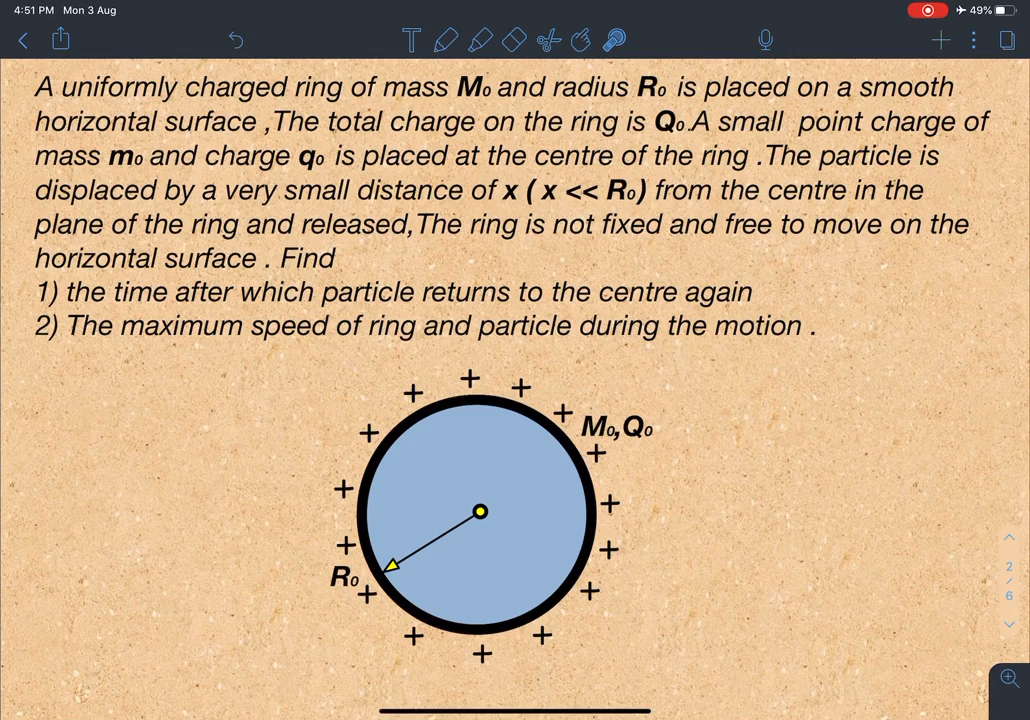 4:51 PM Mon 3 Aug
49%
A uniformly charged ring of mass M₀ and radius R₀ is placed on a smooth
horizontal surface ,The total charge on the ring is Q₀.A small point charge of
mass m₀ and charge q₀ is placed at the centre of the ring .The particle is
displaced by a very small distance of x ( x << R₀) from the centre in the
plane of the ring and released,The ring is not fixed and free to move on the
horizontal surface . Find
1) the time after which particle returns to the centre again
2) The maximum speed of ring and particle during the motion .
M₀,Q₀
R₀
2
/
6